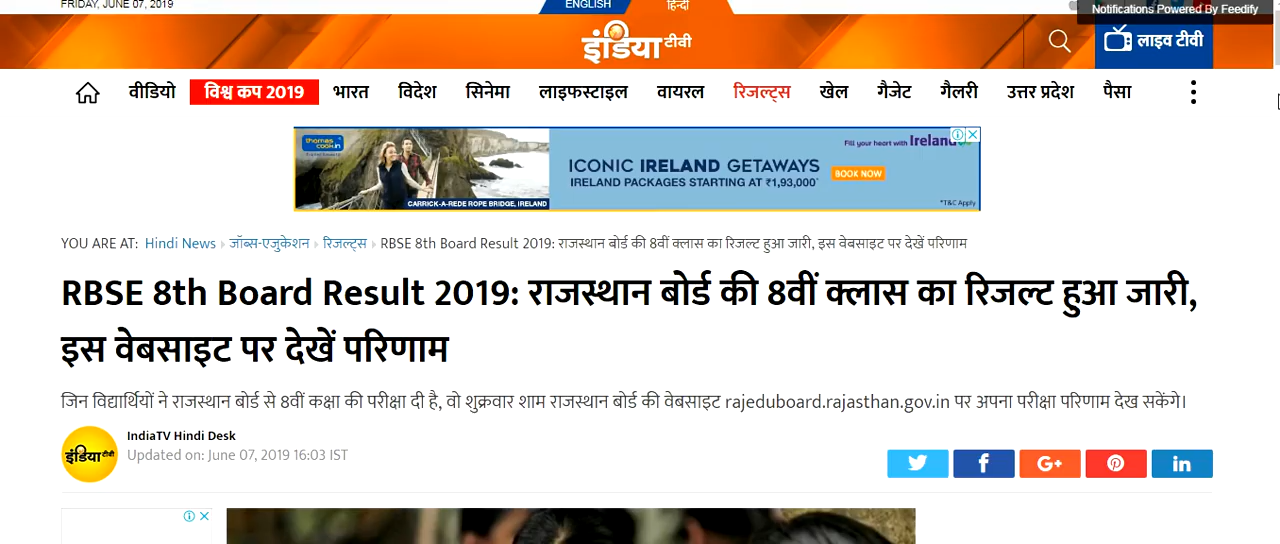 FRIDAY, JUNE 07, 2019
ENGLISH
हिन्दी
Notifications Powered By Feedify
इंडिया टीवी
लाइव टीवी
वीडियो विश्व कप 2019 भारत विदेश सिनेमा लाइफस्टाइल वायरल रिजल्ट्स खेल गैजेट गैलरी उत्तर प्रदेश पैसा
thomas cook.in
Fill your heart with Ireland
ICONIC IRELAND GETAWAYS
IRELAND PACKAGES STARTING AT ₹1,93,000*
BOOK NOW
CARRICK-A-REDE ROPE BRIDGE, IRELAND
*T&C Apply
YOU ARE AT: Hindi News › जॉब्स-एजुकेशन › रिजल्ट्स › RBSE 8th Board Result 2019: राजस्थान बोर्ड की 8वीं क्लास का रिजल्ट हुआ जारी, इस वेबसाइट पर देखें परिणाम
RBSE 8th Board Result 2019: राजस्थान बोर्ड की 8वीं क्लास का रिजल्ट हुआ जारी,
इस वेबसाइट पर देखें परिणाम
जिन विद्यार्थियों ने राजस्थान बोर्ड से 8वीं कक्षा की परीक्षा दी है, वो शुक्रवार शाम राजस्थान बोर्ड की वेबसाइट rajeduboard.rajasthan.gov.in पर अपना परीक्षा परिणाम देख सकेंगे।
इंडिया टीवी
IndiaTV Hindi Desk
Updated on: June 07, 2019 16:03 IST